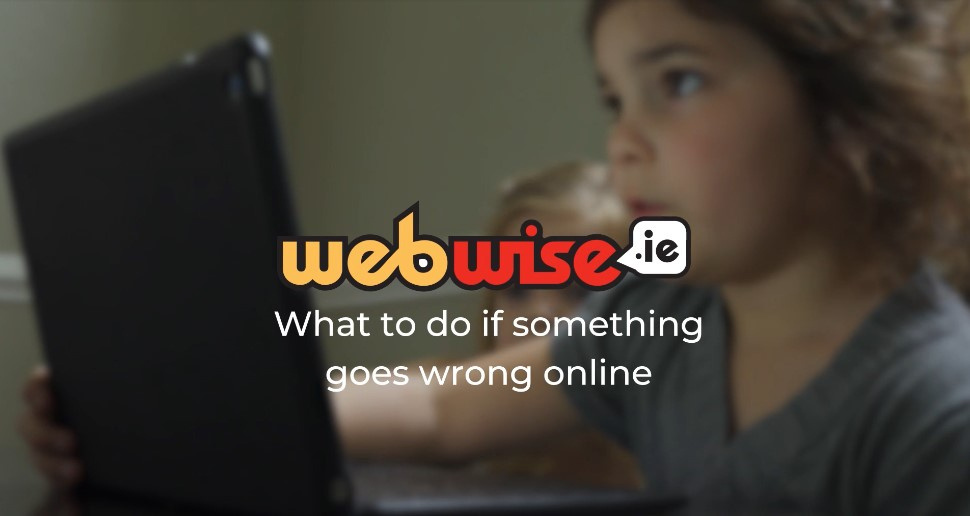 webwise.ie
What to do if something
goes wrong online